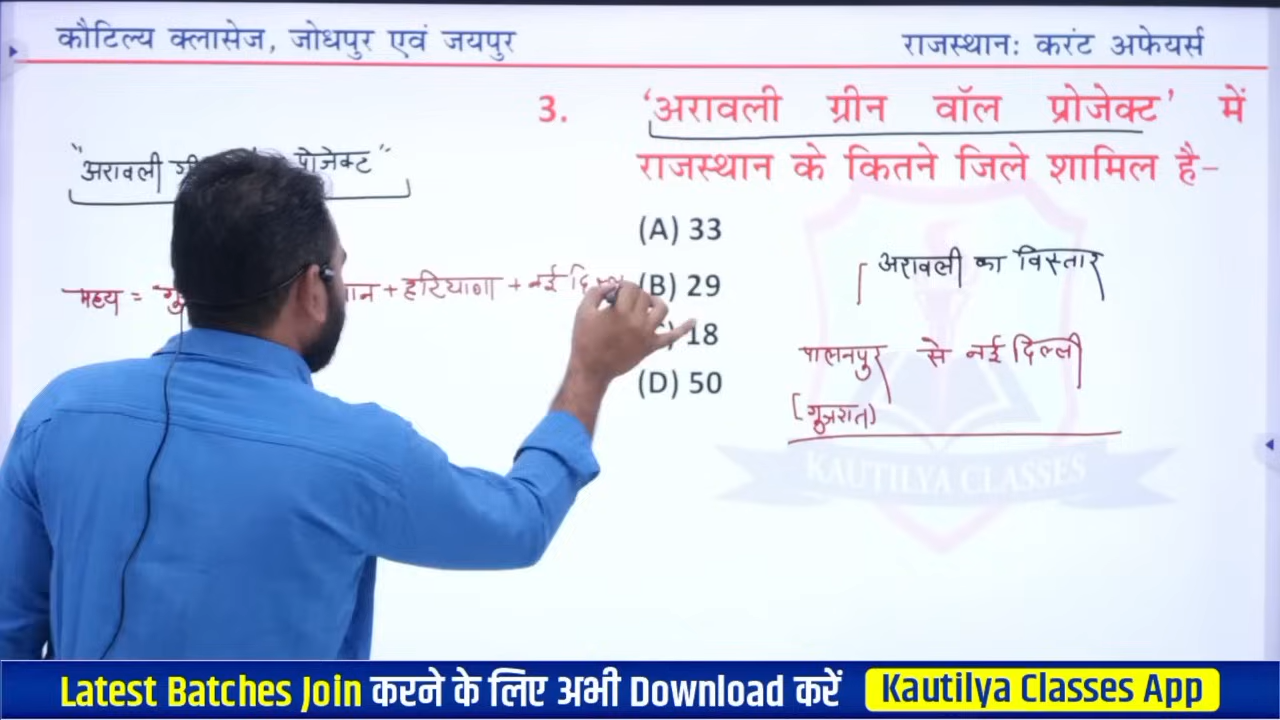 कौटिल्य क्लासेज, जोधपुर एवं जयपुर
राजस्थान: करंट अफेयर्स
3. 'अरावली ग्रीन वॉल प्रोजेक्ट' में
राजस्थान के कितने जिले शामिल है-
(A) 33
(B) 29
18
(D) 50
"अरावली प्रोजेक्ट"
मध्य = + हरियाणा + नई
अरावली का विस्तार
पालनपुर से नई दिल्ली
(गुजरात)
KAUTILYA CLASSES
Latest Batches Join करने के लिए अभी Download करें
Kautilya Classes App